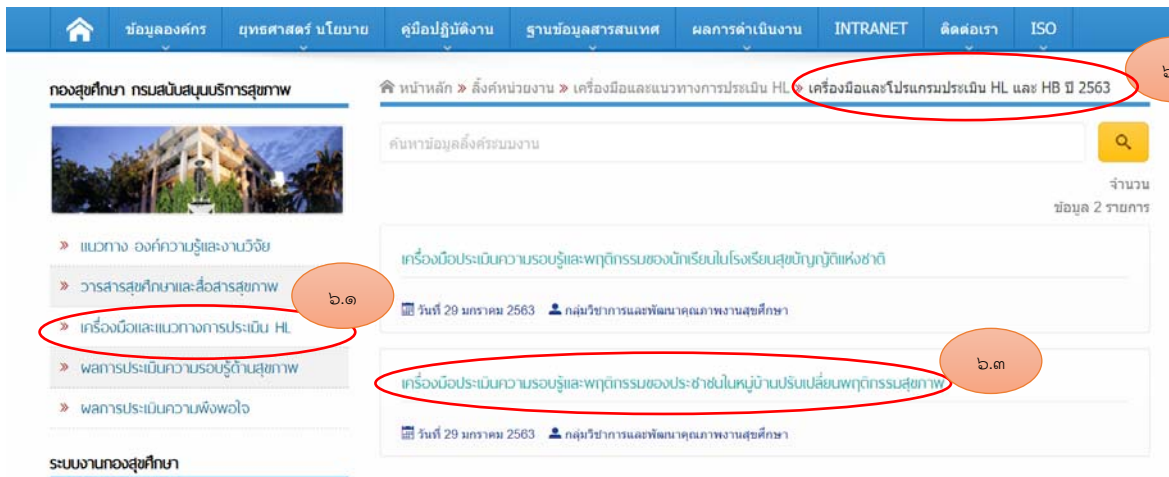 ข้อมูลองค์กร ยุทธศาสตร์ นโยบาย คู่มือปฏิบัติงาน ฐานข้อมูลสารสนเทศ ผลการดำเนินงาน INTRANET ติดต่อเรา ISO
กองสุขศึกษา กรมสนับสนุนบริการสุขภาพ
หน้าหลัก » ลิ้งค์หน่วยงาน » เครื่องมือและแนวทางการประเมิน HL » เครื่องมือและโปรแกรมประเมิน HL และ HB ปี 2563
ค้นหาข้อมูลลิ้งค์ระบบงาน
จำนวน
ข้อมูล 2 รายการ
» แนวทาง องค์ความรู้และงานวิจัย
» วารสารสุขศึกษาและสื่อสารสุขภาพ
๖.๑
» เครื่องมือและแนวทางการประเมิน HL
» ผลการประเมินความรอบรู้ด้านสุขภาพ
» ผลการประเมินความพึงพอใจ
ระบบงานกองสุขศึกษา
เครื่องมือประเมินความรอบรู้และพฤติกรรมของนักเรียนในโรงเรียนสุขบัญญัติแห่งชาติ
วันที่ 29 มกราคม 2563 กลุ่มวิชาการและพัฒนาคุณภาพงานสุขศึกษา
๖.๓
เครื่องมือประเมินความรอบรู้และพฤติกรรมของประชาชนในหมู่บ้านปรับเปลี่ยนพฤติกรรมสุขภาพ
วันที่ 29 มกราคม 2563 กลุ่มวิชาการและพัฒนาคุณภาพงานสุขศึกษา